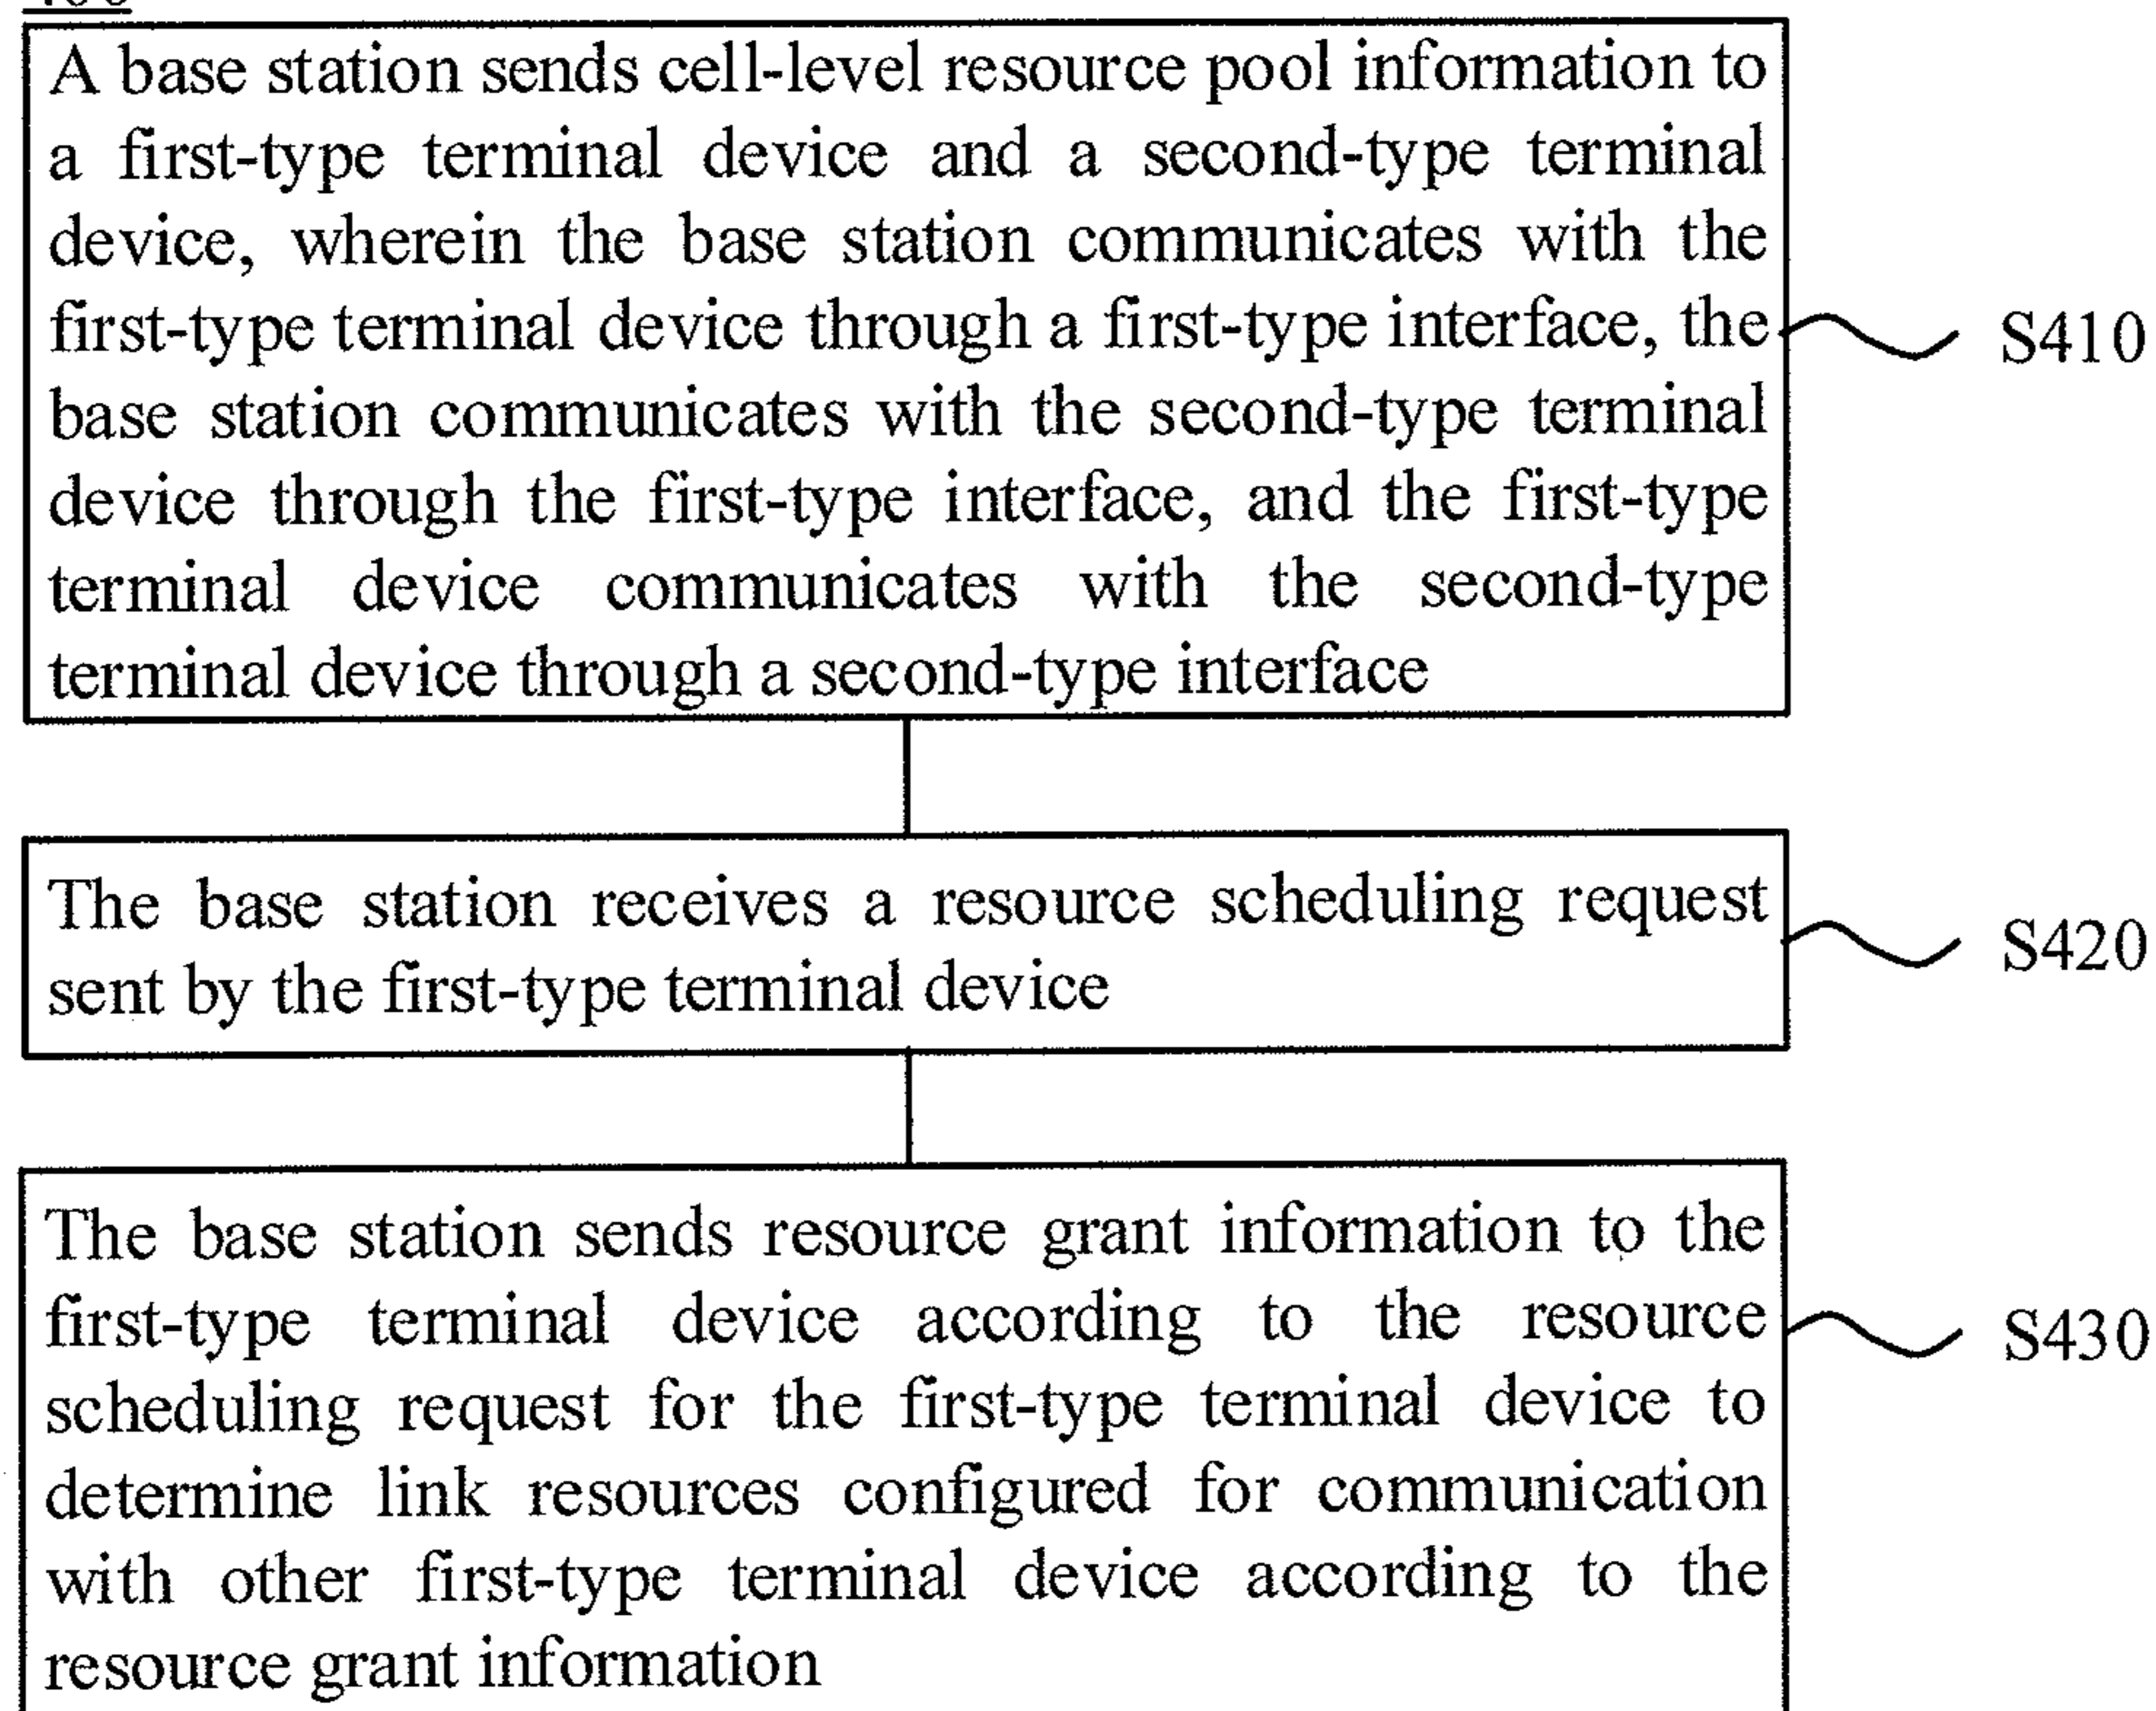 A base station sends cell-level resource pool information to
a first-type terminal device and a second-type terminal
device, wherein the base station communicates with the
first-type terminal device through a first-type interface, the
base station communicates with the second-type terminal
device through the first-type interface, and the first-type
terminal device communicates with the second-type
terminal device through a second-type interface
S410
The base station receives a resource scheduling request
sent by the first-type terminal device
S420
The base station sends resource grant information to the
first-type terminal device according to the resource
scheduling request for the first-type terminal device to
determine link resources configured for communication
with other first-type terminal device according to the
resource grant information
S430